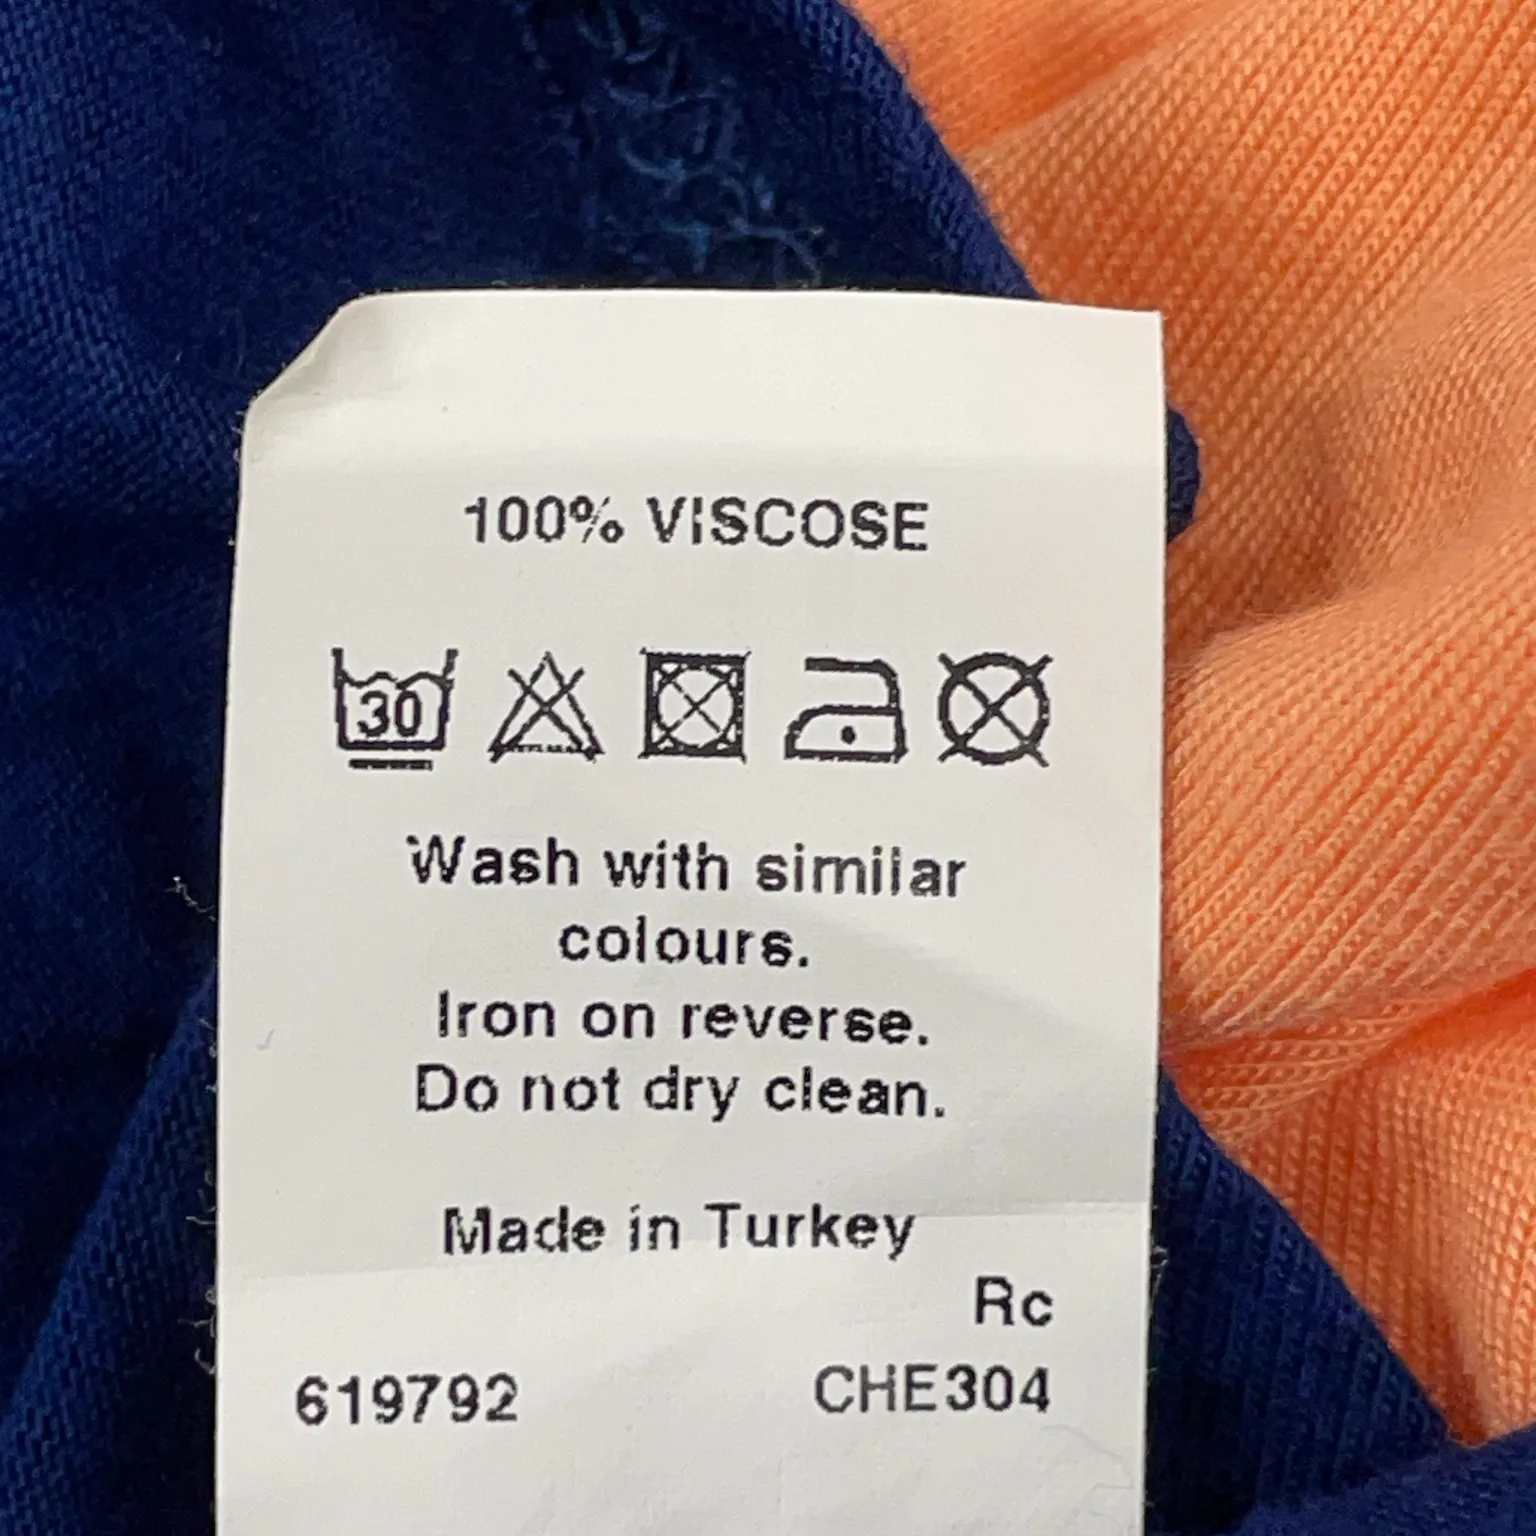 100% VISCOSE
30
Wash with similar
colours.
Iron on reverse.
Do not dry clean.
Made in Turkey
Rc
619792 CHE304